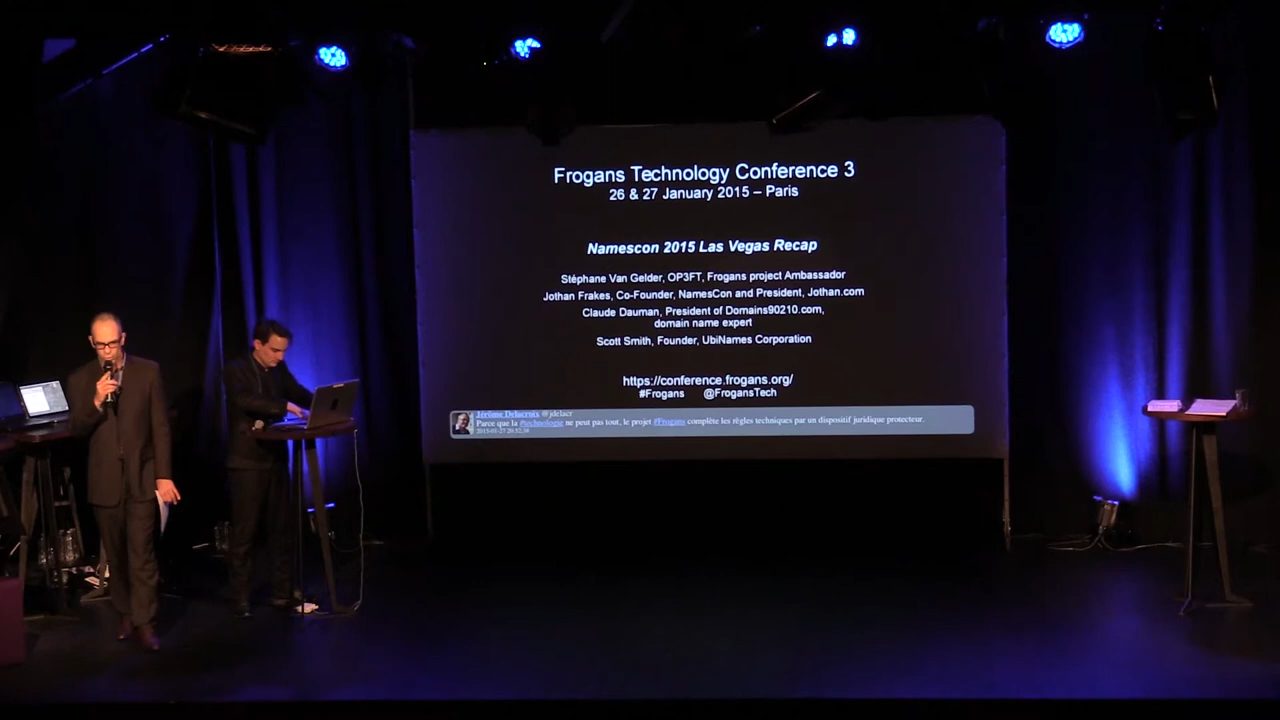 Frogans Technology Conference 3
26 & 27 January 2015 – Paris
Namescon 2015 Las Vegas Recap
Stéphane Van Gelder, OP3FT, Frogans project Ambassador
Jothan Frakes, Co-Founder, NamesCon and President, Jothan.com
Claude Dauman, President of Domains90210.com,
domain name expert
Scott Smith, Founder, UbiNames Corporation
https://conference.frogans.org/
#Frogans @FrogansTech
Jérôme Delacroix @jdelacr
Parce que la #technologie ne peut pas tout, le projet #Frogans complète les règles techniques par un dispositif juridique protecteur.